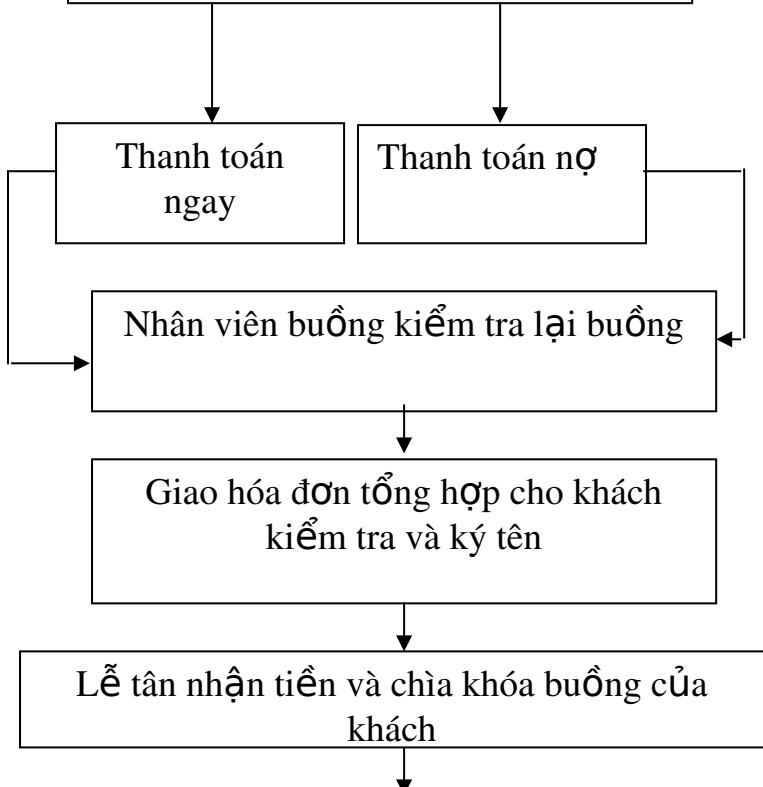 Thanh toán
ngay
Thanh toán nợ
Nhân viên buồng kiểm tra lại buồng
Giao hóa đơn tổng hợp cho khách
kiểm tra và ký tên
Lễ tân nhận tiền và chìa khóa buồng của
khách